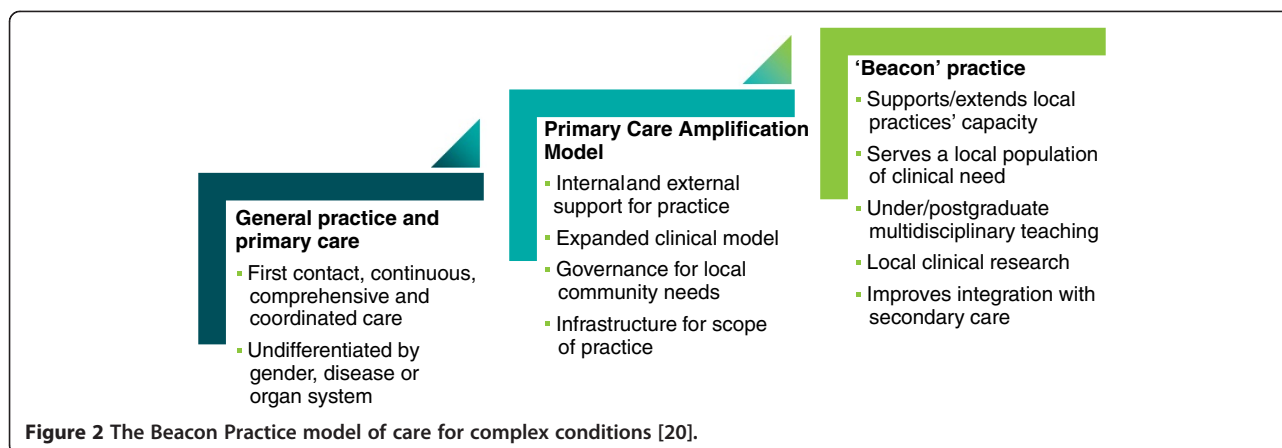 General practice and
primary care
▪ First contact, continuous,
comprehensive and
coordinated care
▪ Undifferentiated by
gender, disease or
organ system
Primary Care Amplification
Model
▪ Internaland external
support for practice
▪ Expanded clinical model
▪ Governance for local
community needs
▪ Infrastructure for scope
of practice
'Beacon' practice
▪ Supports/extends local
practices' capacity
▪ Serves a local population
of clinical need
▪ Under/postgraduate
multidisciplinary teaching
▪ Local clinical research
▪ Improves integration with
secondary care
Figure 2 The Beacon Practice model of care for complex conditions [20].